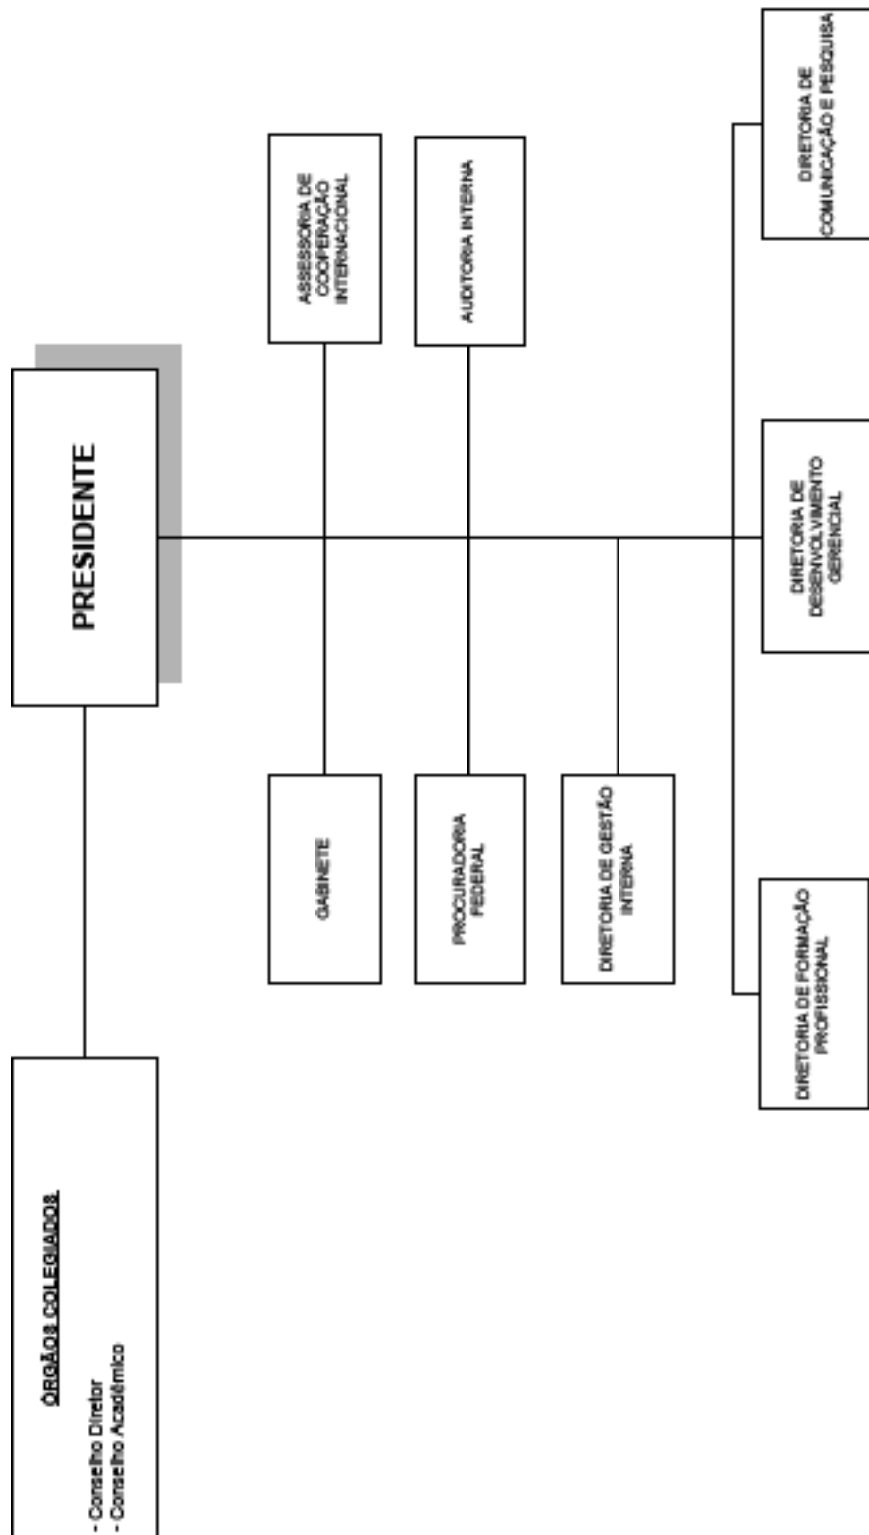 ÓRGÃOS COLEGIADOS
- Conselho Diretor
- Conselho Acadêmico
PRESIDENTE
GABINETE
ASSESSORIA DE
COOPERAÇÃO
INTERNACIONAL
PROCURADORIA
FEDERAL
AUDITORIA INTERNA
DIRETORIA DE GESTÃO
INTERNA
DIRETORIA DE FORMAÇÃO
PROFISSIONAL
DIRETORIA DE
DESENVOLVIMENTO
GERENCIAL
DIRETORIA DE
COMUNICAÇÃO E PESQUISA